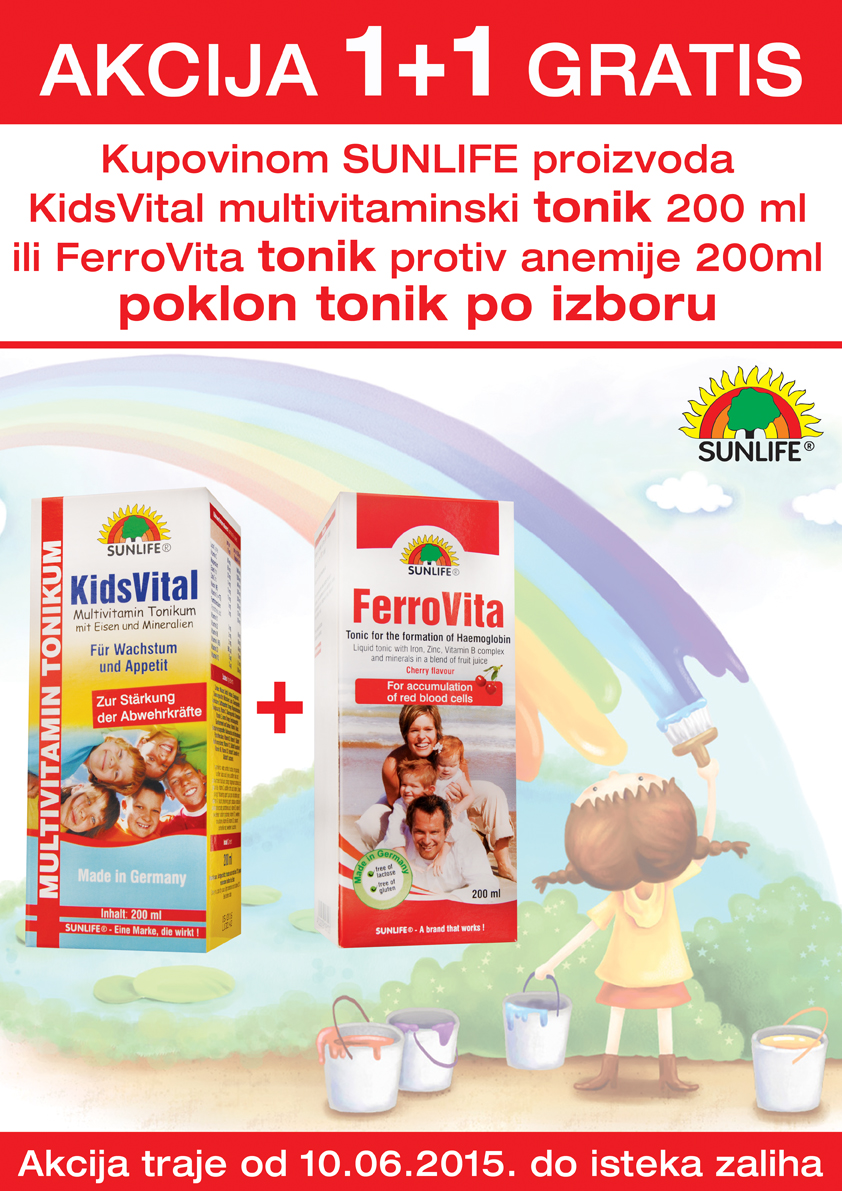 AKCIJA 1+1 GRATIS
Kupovinom SUNLIFE proizvoda
KidsVital multivitaminski tonik 200 ml
ili FerroVita tonik protiv anemije 200ml
poklon tonik po izboru
SUNLIFE®
MULTIVITAMIN TONIKUM
SUNLIFE®
KidsVital
Multivitamin Tonikum
mit Eisen und Mineralien
Für Wachstum
und Appetit
Zur Stärkung
der Abwehrkräfte
Made in Germany
Inhalt: 200 ml
SUNLIFE® - Eine Marke, die wirkt !
+
SUNLIFE®
FerroVita
Tonic for the formation of Haemoglobin
Liquid tonic with Iron, Zinc, Vitamin B complex
and minerals in a blend of fruit juice
Cherry flavour
For accumulation
of red blood cells
Made in Germany
free of
lactose
free of
gluten
200 ml
SUNLIFE® - A brand that works !
Akcija traje od 10.06.2015. do isteka zaliha